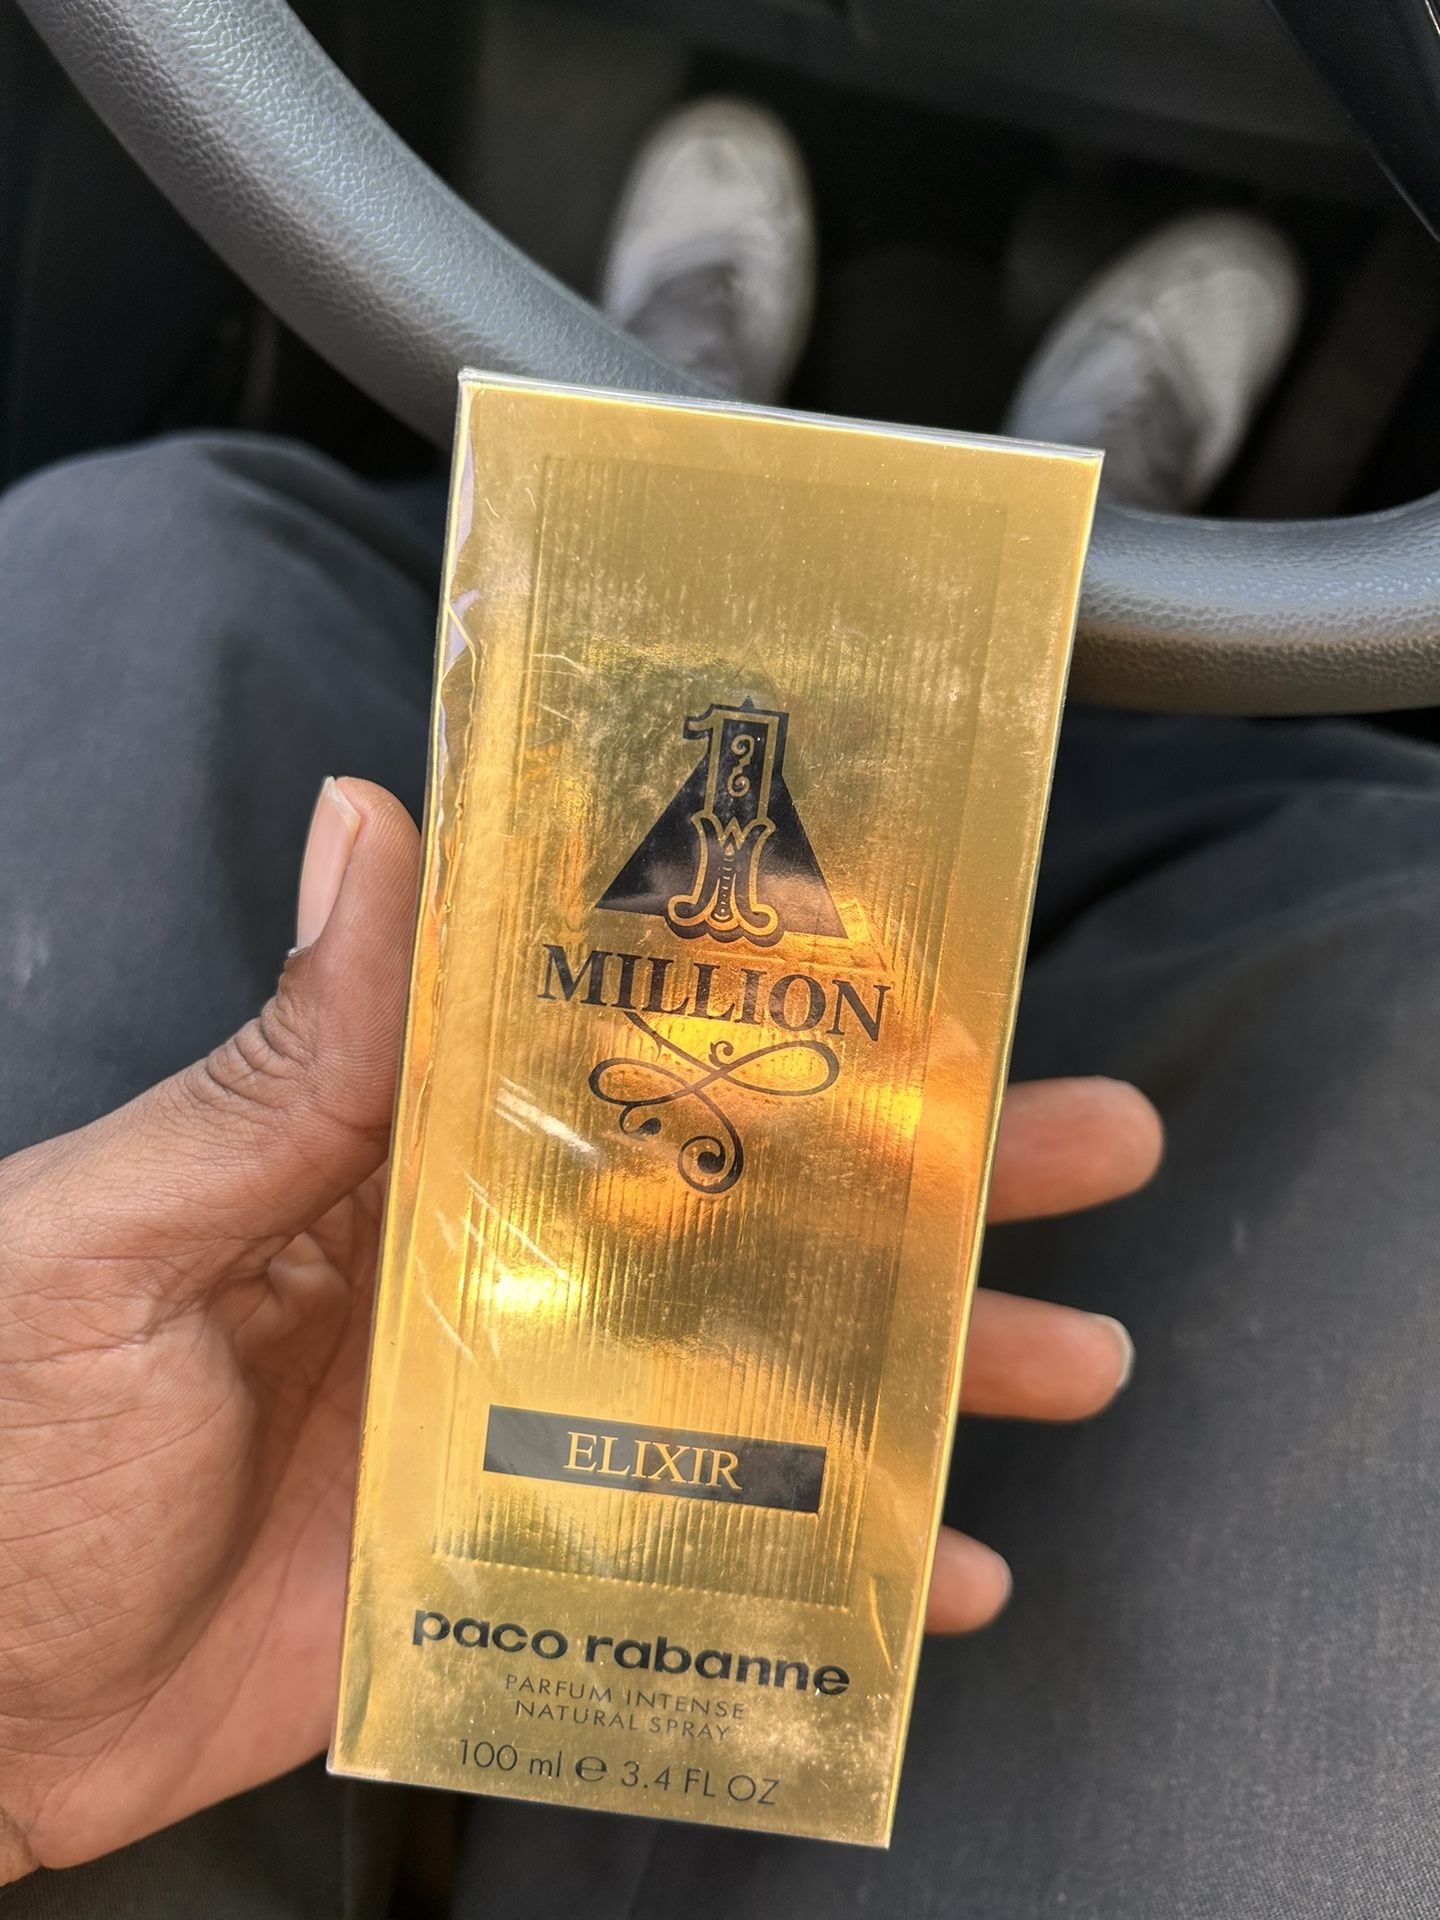 1
MILLION
ELIXIR
paco rabanne
PARFUM INTENSE
NATURAL SPRAY
100 ml ℮ 3.4 FL OZ